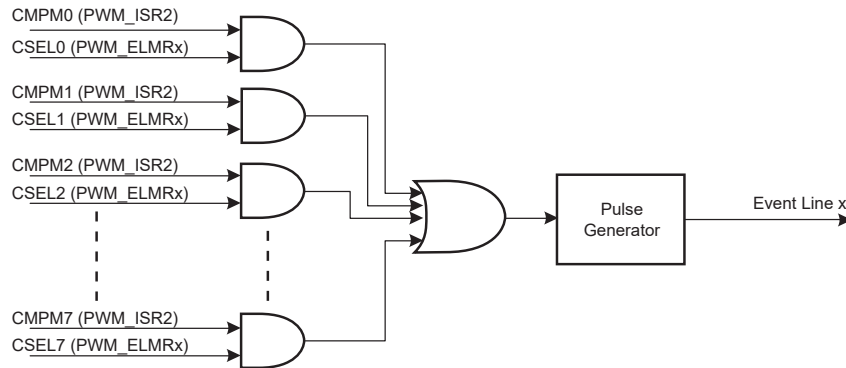 CMPM0 (PWM_ISR2)
CSEL0 (PWM_ELMRx)
CMPM1 (PWM_ISR2)
CSEL1 (PWM_ELMRx)
CMPM2 (PWM_ISR2)
CSEL2 (PWM_ELMRx)
CMPM7 (PWM_ISR2)
CSEL7 (PWM_ELMRx)
Pulse
Generator
Event Line x